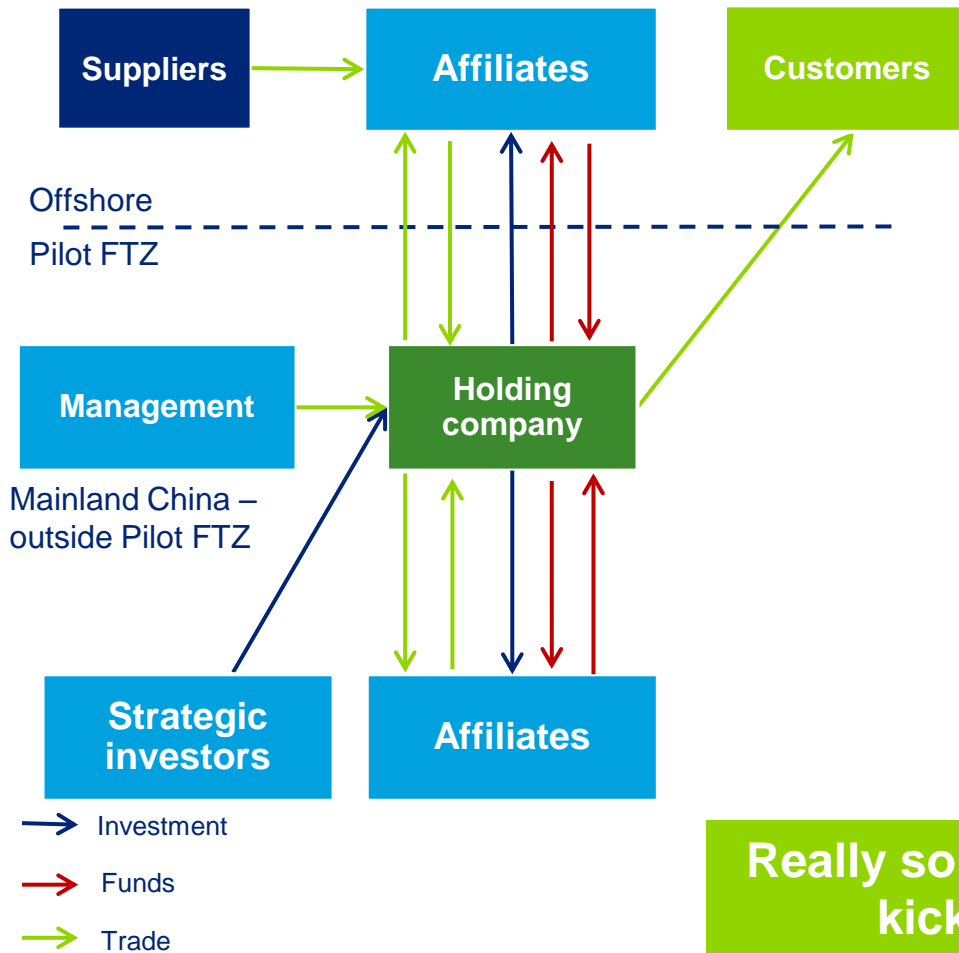 Suppliers
Affiliates
Customers
Offshore
Pilot FTZ
Management
Holding
company
Mainland China –
outside Pilot FTZ
Strategic
investors
Affiliates
Investment
Funds
Trade
Really so
kick